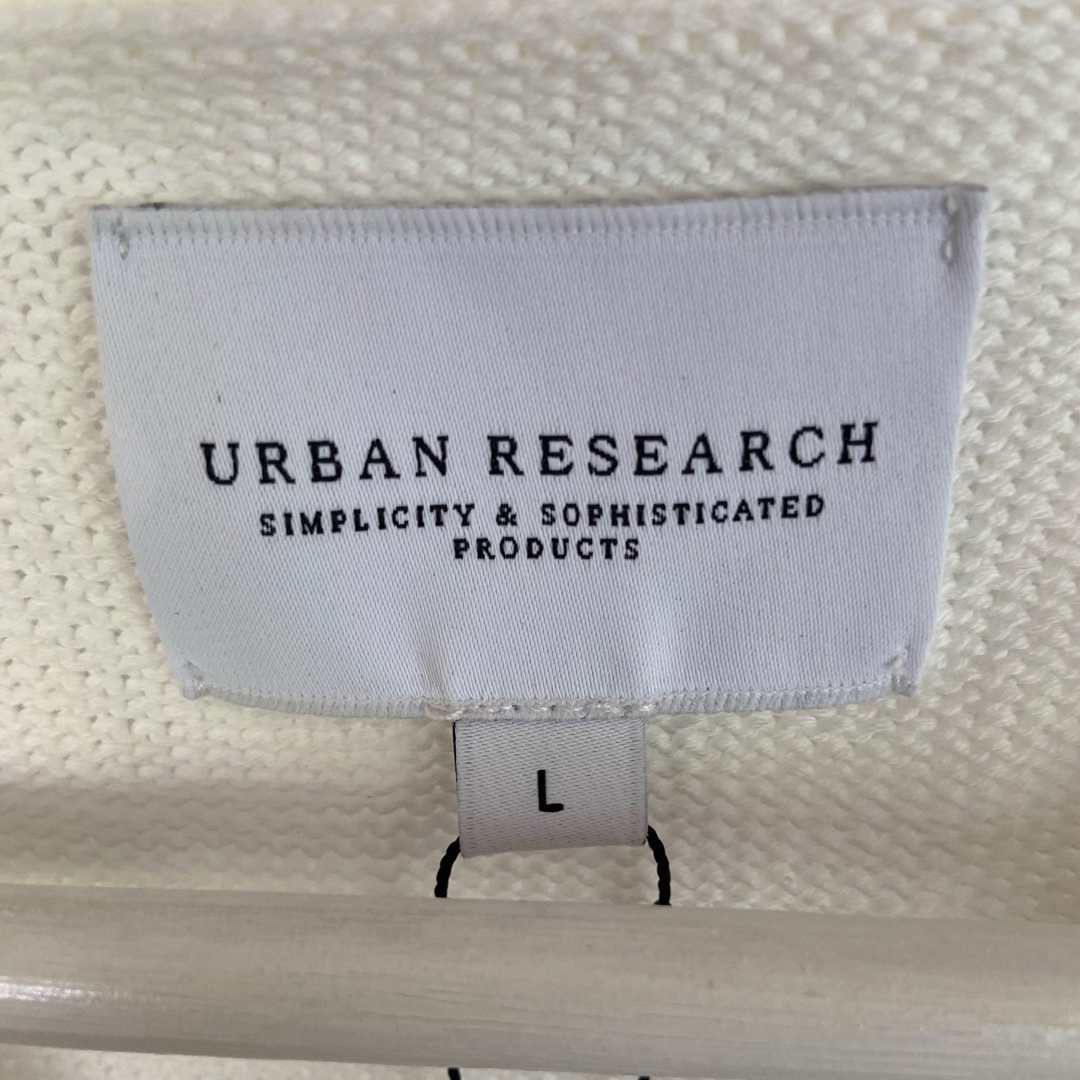 URBAN RESEARCH
SIMPLICITY & SOPHISTICATED
PRODUCTS
L